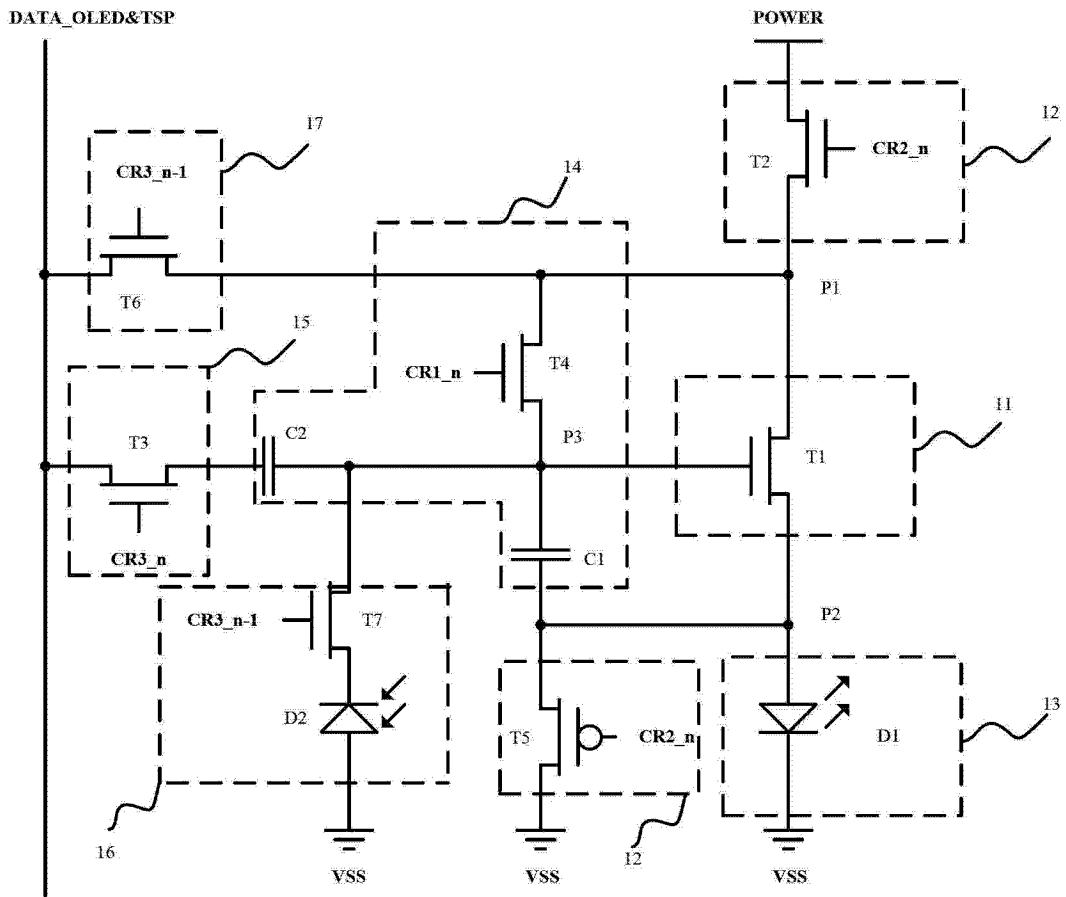 DATA_OLED&TSP
POWER
17
12
CR3_n-1
14
T2
CR2_n
T6
P1
15
CR1_n
T4
11
T3
C2
P3
T1
CR3_n
C1
CR3_n-1
T7
P2
D2
T5
CR2_n
D1
13
16
12
VSS
VSS
VSS